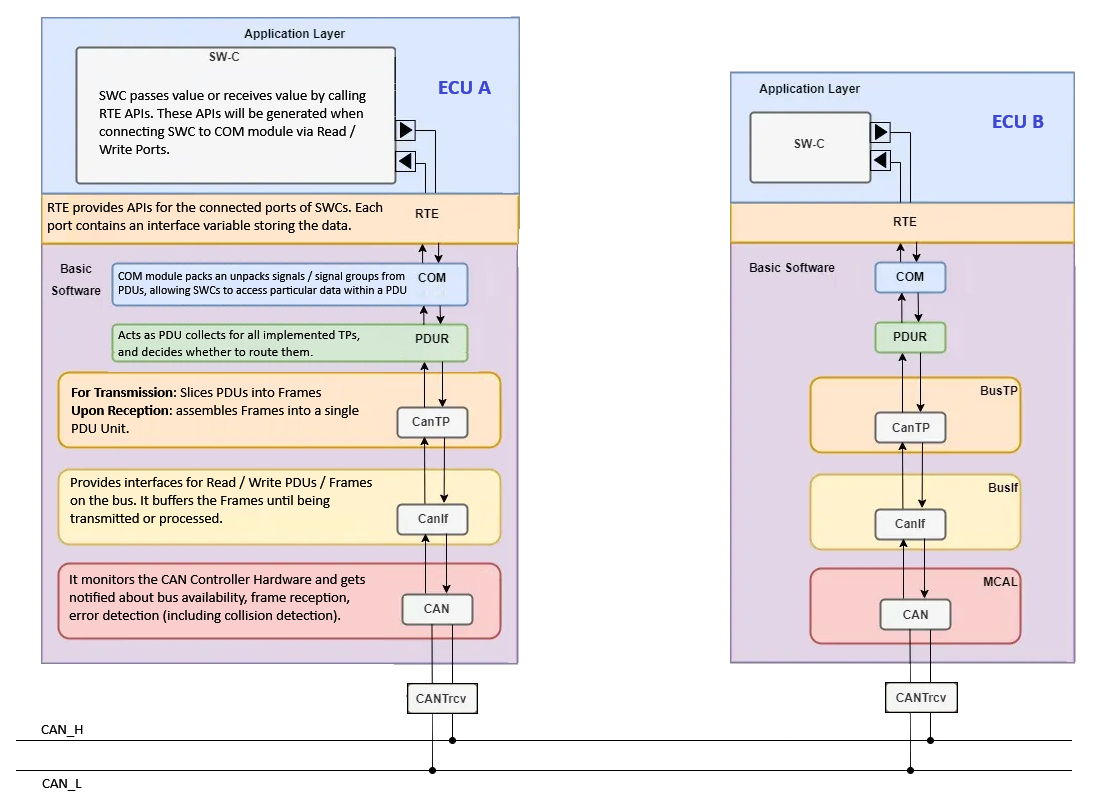 Application Layer
SW-C
ECU A
SWC passes value or receives value by calling
RTE APIs. These APIs will be generated when
connecting SWC to COM module via Read /
Write Ports.
RTE provides APIs for the connected ports of SWCs. Each
port contains an interface variable storing the data.
RTE
Basic
Software
COM module packs an unpacks signals / signal groups from
PDUs, allowing SWCs to access particular data within a PDU
COM
Acts as PDU collects for all implemented TPs,
and decides whether to route them.
PDUR
For Transmission: Slices PDUs into Frames
Upon Reception: assembles Frames into a single
PDU Unit.
CanTP
Provides interfaces for Read / Write PDUs / Frames
on the bus. It buffers the Frames until being
transmitted or processed.
CanIf
It monitors the CAN Controller Hardware and gets
notified about bus availability, frame reception,
error detection (including collision detection).
CAN
CANTrcv
Application Layer
ECU B
SW-C
RTE
Basic Software
COM
PDUR
BusTP
CanTP
BusIf
CanIf
MCAL
CAN
CANTrcv
CAN_H
CAN_L